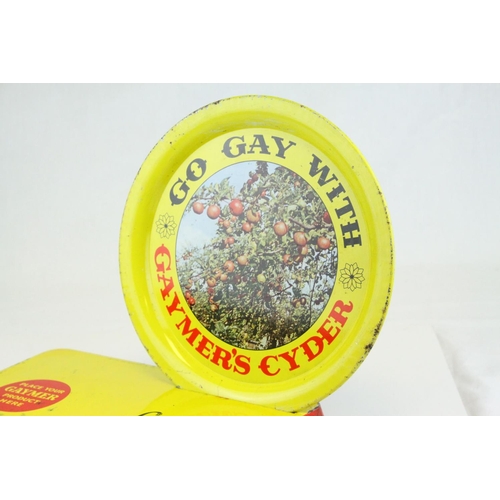 GO GAY WITH
GAYMER'S CYDER
PLACE YOUR
GAYMER
PRODUCT
HERE